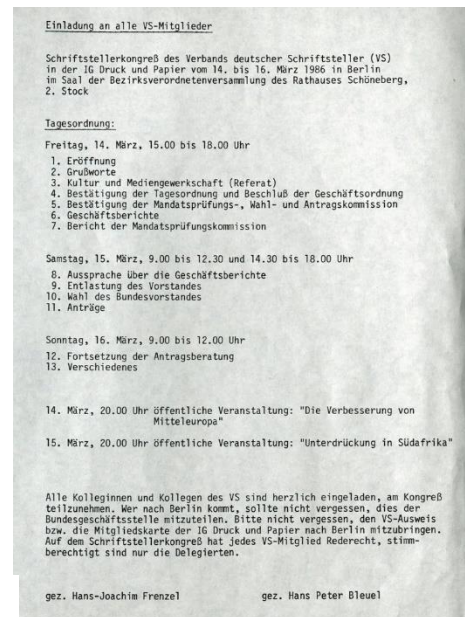 Einladung an alle VS-Mitglieder
Schriftstellerkongreß des Verbands deutscher Schriftsteller (VS)
in der IG Druck und Papier vom 14. bis 16. März 1986 in Berlin
im Saal der Bezirksverordnetenversammlung des Rathauses Schöneberg,
2. Stock
Tagesordnung:
Freitag, 14. März, 15.00 bis 18.00 Uhr
1. Eröffnung
2. Grußworte
3. Kultur und Mediengewerkschaft (Referat)
4. Bestätigung der Tagesordnung und Beschluß der Geschäftsordnung
5. Bestätigung der Mandatsprüfungs-, Wahl- und Antragskommission
6. Geschäftsberichte
7. Bericht der Mandatsprüfungskommission
Samstag, 15. März, 9.00 bis 12.30 und 14.30 bis 18.00 Uhr
8. Aussprache über die Geschäftsberichte
9. Entlastung des Vorstandes
10. Wahl des Bundesvorstandes
11. Anträge
Sonntag, 16. März, 9.00 bis 12.00 Uhr
12. Fortsetzung der Antragsberatung
13. Verschiedenes
14. März, 20.00 Uhr öffentliche Veranstaltung: "Die Verbesserung von
Mitteleuropa"
15. März, 20.00 Uhr öffentliche Veranstaltung: "Unterdrückung in Südafrika"
Alle Kolleginnen und Kollegen des VS sind herzlich eingeladen, am Kongreß
teilzunehmen. Wer nach Berlin kommt, sollte nicht vergessen, dies der
Bundesgeschäftsstelle mitzuteilen. Bitte nicht vergessen, den VS-Ausweis
bzw. die Mitgliedskarte der IG Druck und Papier nach Berlin mitzubringen.
Auf dem Schriftstellerkongreß hat jedes VS-Mitglied Rederecht, stimm-
berechtigt sind nur die Delegierten.
gez. Hans-Joachim Frenzel gez. Hans Peter Bleuel